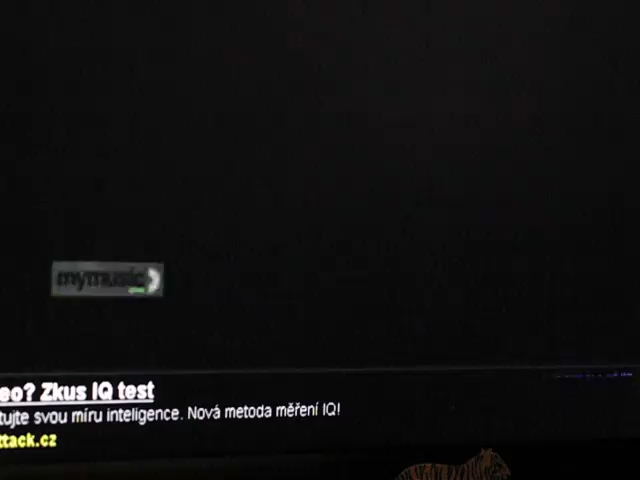 mymusic
eo? Zkus IQ test
tujte svou míru inteligence. Nová metoda měření IQ!
ttack.cz